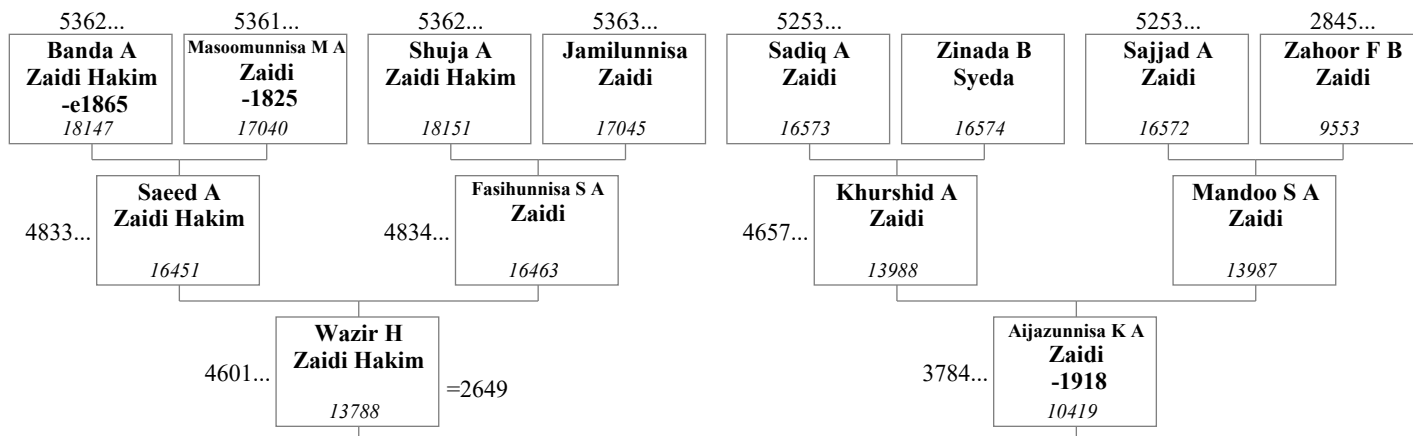 5362...
5361...
5362...
5363...
5253...
5253...
2845...
Banda A
Zaidi Hakim
-e1865
18147
Masoomunnisa M A
Zaidi
-1825
17040
Shuja A
Zaidi Hakim
18151
Jamilunnisa
Zaidi
17045
Sadiq A
Zaidi
16573
Zinada B
Syeda
16574
Sajjad A
Zaidi
16572
Zahoor F B
Zaidi
9553
4833...
Saeed A
Zaidi Hakim
16451
4834...
Fasihunnisa S A
Zaidi
16463
4657...
Khurshid A
Zaidi
13988
Mandoo S A
Zaidi
13987
4601...
Wazir H
Zaidi Hakim
13788
=2649
3784...
Aijazunnisa K A
Zaidi
-1918
10419